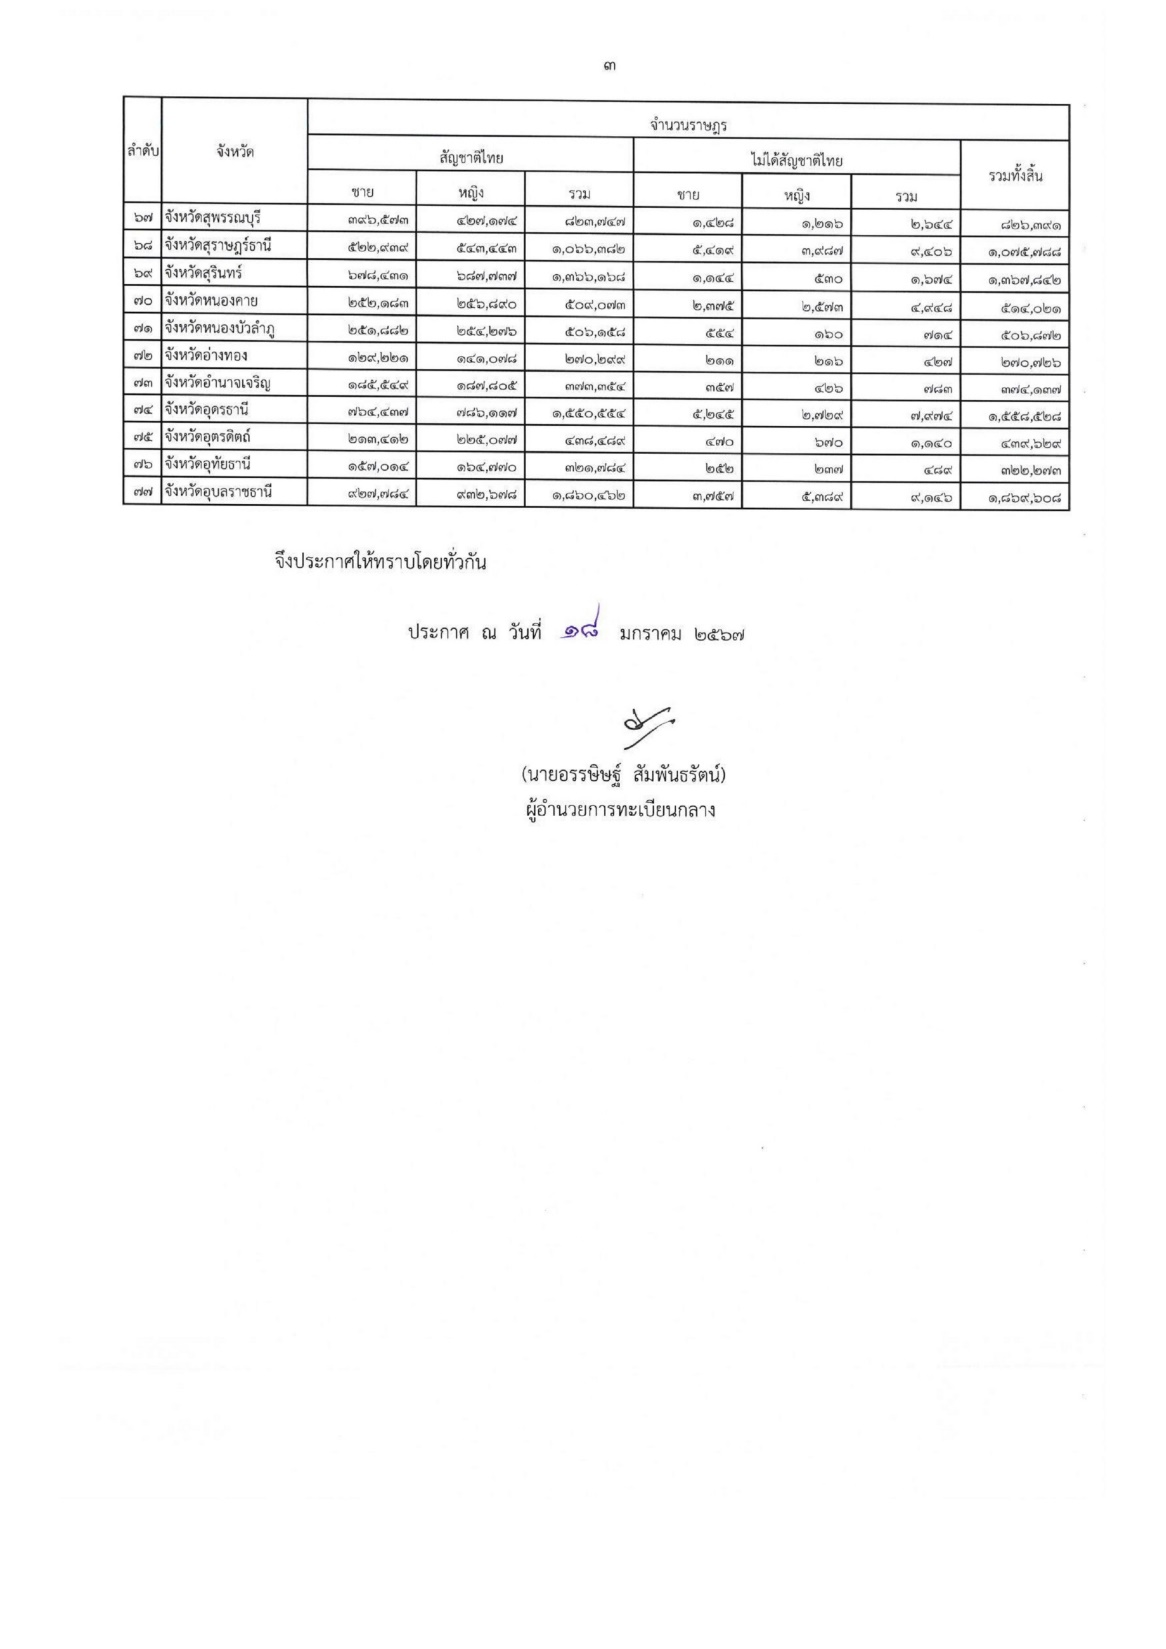 ๓
จำนวนราษฎร
ลำดับ จังหวัด สัญชาติไทย ไม่ได้สัญชาติไทย รวมทั้งสิ้น
ชาย หญิง รวม ชาย หญิง รวม
๖๗ จังหวัดสุพรรณบุรี ๓๙๖,๕๗๓ ๔๒๗,๑๗๔ ๘๒๓,๗๔๗ ๑,๔๒๘ ๑,๒๑๖ ๒,๖๔๔ ๘๒๖,๓๙๑
๖๘ จังหวัดสุราษฎร์ธานี ๕๒๒,๙๓๙ ๕๔๓,๔๔๓ ๑,๐๖๖,๓๘๒ ๕,๔๑๙ ๓,๙๘๗ ๙,๔๐๖ ๑,๐๗๕,๗๘๘
๖๙ จังหวัดสุรินทร์ ๖๗๘,๔๓๑ ๖๘๗,๗๓๗ ๑,๓๖๖,๑๖๘ ๑,๑๔๔ ๕๓๐ ๑,๖๗๔ ๑,๓๖๗,๘๔๒
๗๐ จังหวัดหนองคาย ๒๕๒,๑๘๓ ๒๕๖,๘๙๐ ๕๐๙,๐๗๓ ๒,๓๗๕ ๒,๕๗๓ ๔,๙๔๘ ๕๑๔,๐๒๑
๗๑ จังหวัดหนองบัวลำภู ๒๕๑,๘๘๒ ๒๕๔,๒๗๖ ๕๐๖,๑๕๘ ๕๕๔ ๑๖๐ ๗๑๔ ๕๐๖,๘๗๒
๗๒ จังหวัดอ่างทอง ๑๒๙,๒๒๑ ๑๔๑,๐๗๘ ๒๗๐,๒๙๙ ๒๑๑ ๒๑๖ ๔๒๗ ๒๗๐,๗๒๖
๗๓ จังหวัดอำนาจเจริญ ๑๘๕,๕๔๙ ๑๘๗,๘๐๕ ๓๗๓,๓๕๔ ๓๕๗ ๔๒๖ ๗๘๓ ๓๗๔,๑๓๗
๗๔ จังหวัดอุดรธานี ๗๖๔,๔๓๗ ๗๘๖,๑๑๗ ๑,๕๕๐,๕๕๔ ๕,๒๔๕ ๒,๗๒๙ ๗,๙๗๔ ๑,๕๕๘,๕๒๘
๗๕ จังหวัดอุตรดิตถ์ ๒๑๓,๔๑๒ ๒๒๕,๐๗๗ ๔๓๘,๔๘๙ ๔๗๐ ๖๗๐ ๑,๑๔๐ ๔๓๙,๖๒๙
๗๖ จังหวัดอุทัยธานี ๑๕๗,๐๑๔ ๑๖๔,๗๗๐ ๓๒๑,๗๘๔ ๒๕๒ ๒๓๗ ๔๘๙ ๓๒๒,๒๗๓
๗๗ จังหวัดอุบลราชธานี ๙๒๗,๗๘๔ ๙๓๒,๖๗๘ ๑,๘๖๐,๔๖๒ ๓,๗๕๗ ๕,๓๘๙ ๙,๑๔๖ ๑,๘๖๙,๖๐๘
จึงประกาศให้ทราบโดยทั่วกัน
ประกาศ ณ วันที่ ๑๘ มกราคม ๒๕๖๗
(นายอรรษิษฐ์ สัมพันธรัตน์)
ผู้อำนวยการทะเบียนกลาง